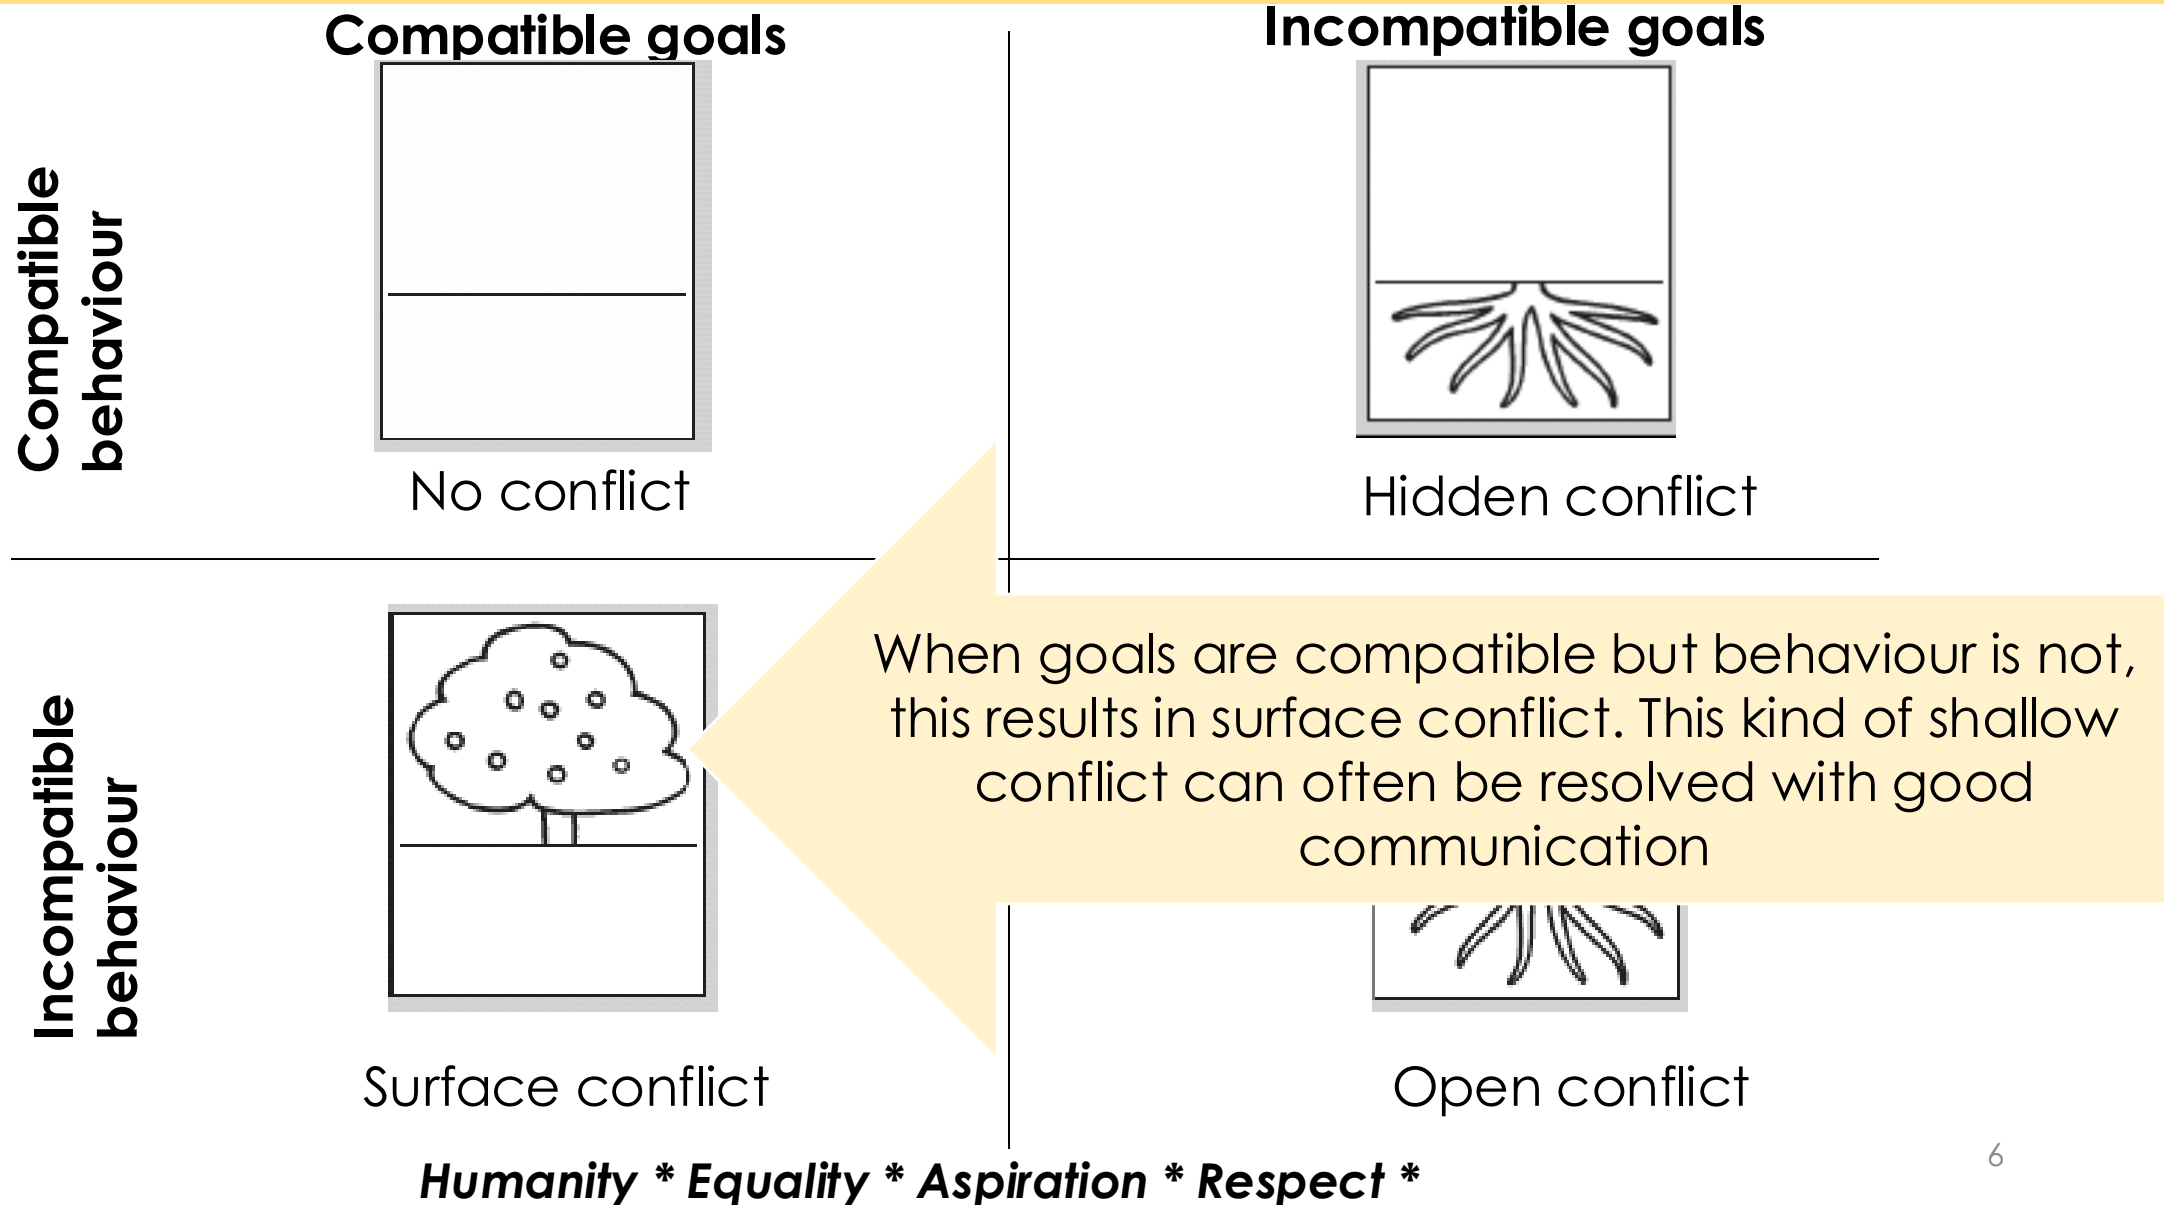 Compatible goals
Incompatible goals
Compatible
behaviour
No conflict
Hidden conflict
Incompatible
behaviour
When goals are compatible but behaviour is not,
this results in surface conflict. This kind of shallow
conflict can often be resolved with good
communication
Surface conflict
Open conflict
6
Humanity * Equality * Aspiration * Respect *